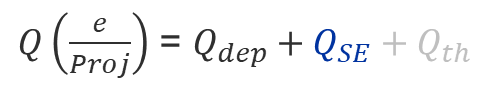 Q (e/Proj) = Q_dep + Q_SE + Q_th